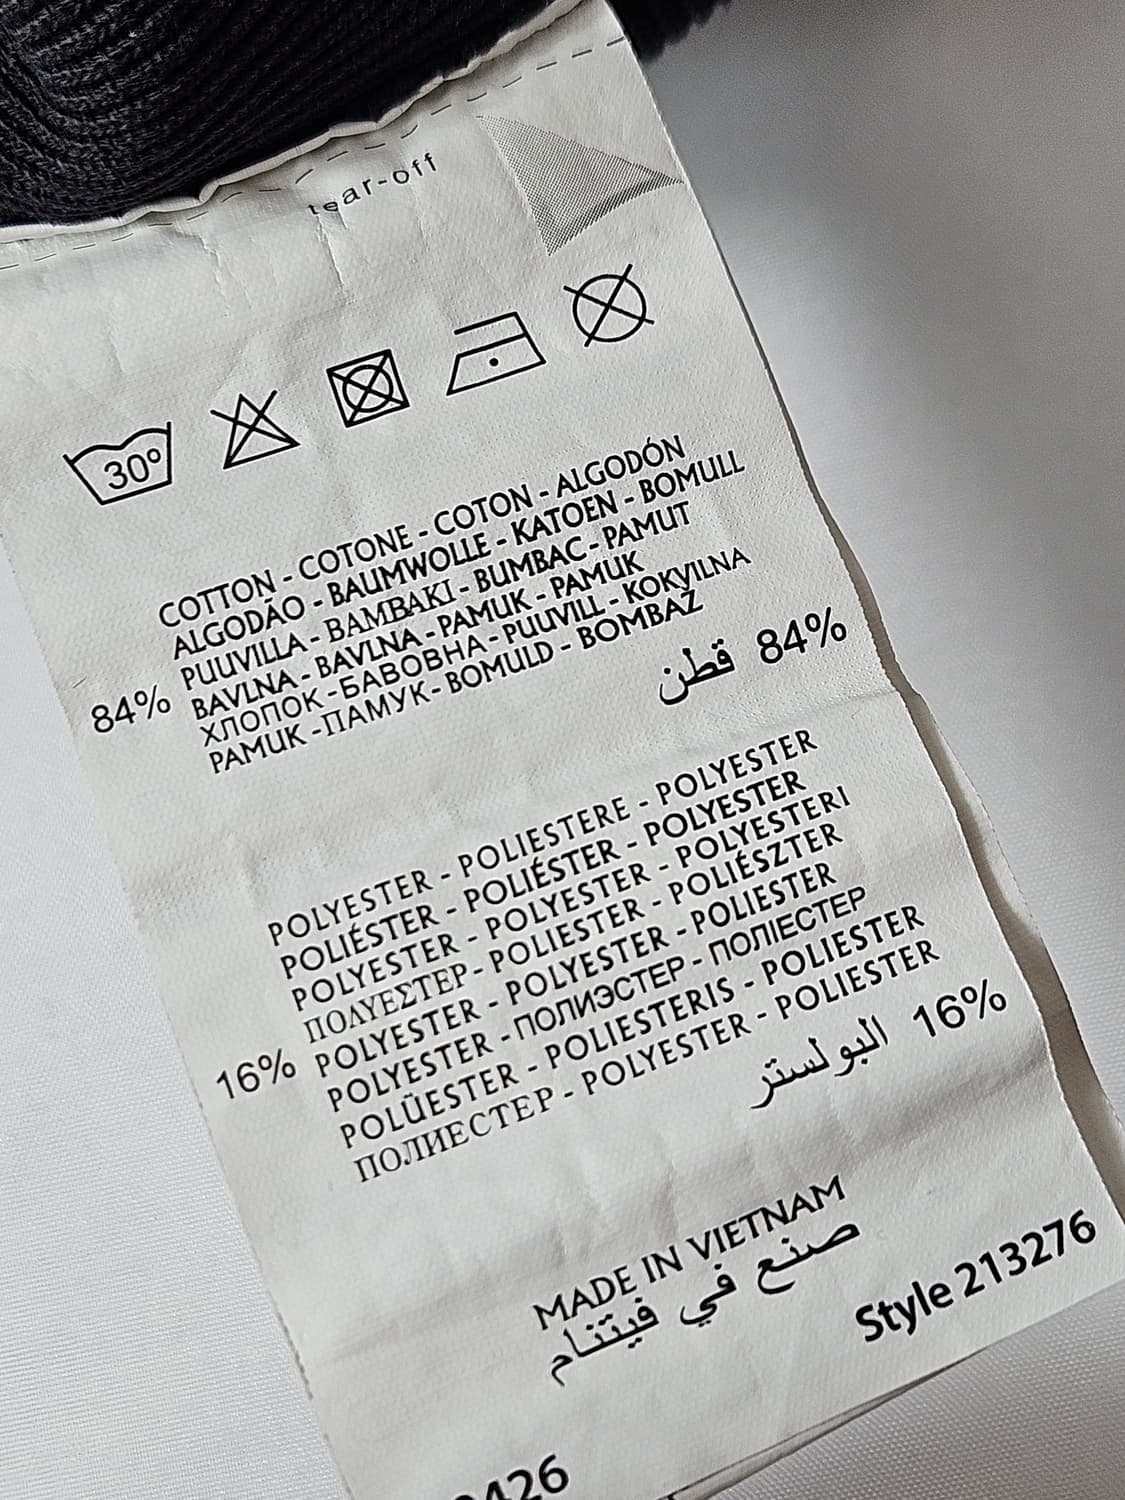 tear-off
30°
COTTON - COTONE - COTON - ALGODÓN
ALGODÃO - BAUMWOLLE - KATOEN - BOMULL
PUUVILLA - BAMBAKI - BUMBAC - PAMUT
84% BAVLNA - BAVLNA - PAMUK - PAMUK
ХЛОПОК - БАВОВНА - PUUVILL - KOKVILNA
PAMUK - ПАМУК - BOMULD - BOMBAŽ
84% قطن
POLYESTER - POLIESTERE - POLYESTER
POLIÉSTER - POLIÉSTER - POLYESTER
POLYESTER - POLYESTER - POLYESTERI
ΠΟΛΥΕΣΤΕΡ - POLIESTER - POLIÉSZTER
16% POLYESTER - POLYESTER - POLIESTER
POLYESTER - ПОЛИЭСТЕР - ПОЛІЕСТЕР
POLÜESTER - POLIESTERIS - POLIESTER
ПОЛИЕСТЕР - POLYESTER - POLIESTER
16% البولستر
MADE IN VIETNAM
صنع في فيتنام
Style 213276